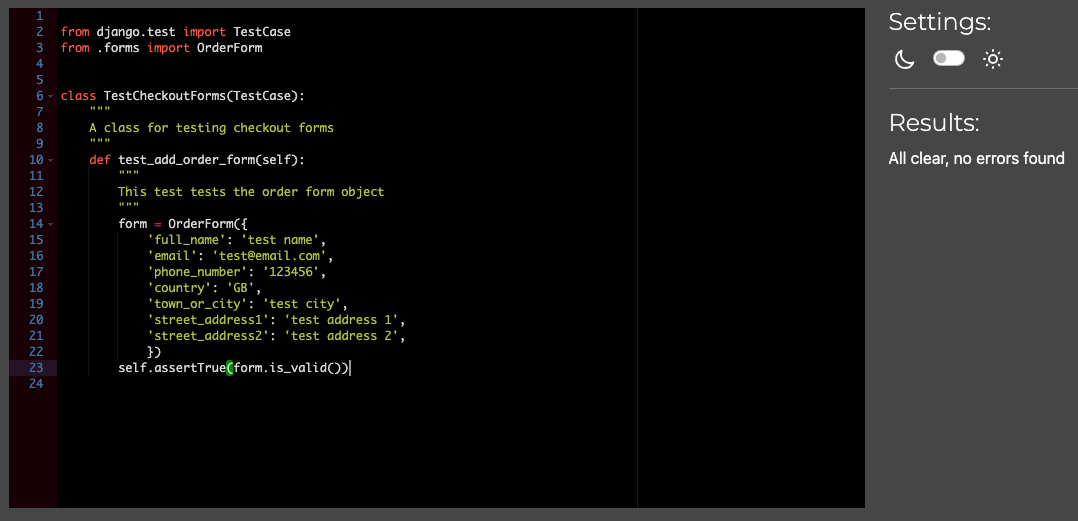 1
2 from django.test import TestCase
3 from .forms import OrderForm
4
5
6 class TestCheckoutForms(TestCase):
7     """
8     A class for testing checkout forms
9     """
10     def test_add_order_form(self):
11         """
12         This test tests the order form object
13         """
14         form = OrderForm({
15             'full_name': 'test name',
16             'email': 'test@email.com',
17             'phone_number': '123456',
18             'country': 'GB',
19             'town_or_city': 'test city',
20             'street_address1': 'test address 1',
21             'street_address2': 'test address 2',
22             })
23         self.assertTrue(form.is_valid())
24
Settings:
Results:
All clear, no errors found